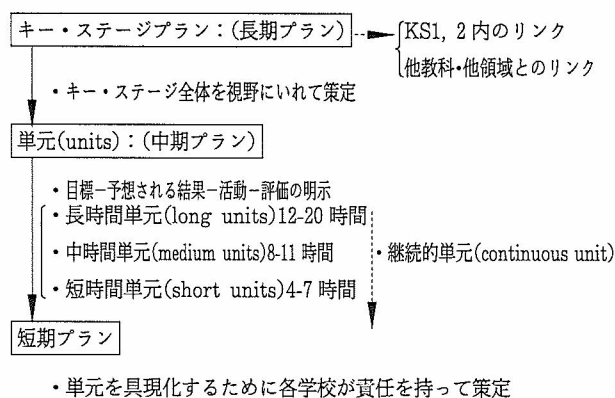 キー・ステージプラン：(長期プラン)
KS1, 2 内のリンク
他教科・他領域とのリンク
・キー・ステージ全体を視野にいれて策定
単元(units)：(中期プラン)
・目標−予想される結果−活動−評価の明示
・長時間単元(long units)12-20 時間
・中時間単元(medium units)8-11 時間
・継続的単元(continuous unit)
・短時間単元(short units)4-7 時間
短期プラン
・単元を具現化するために各学校が責任を持って策定